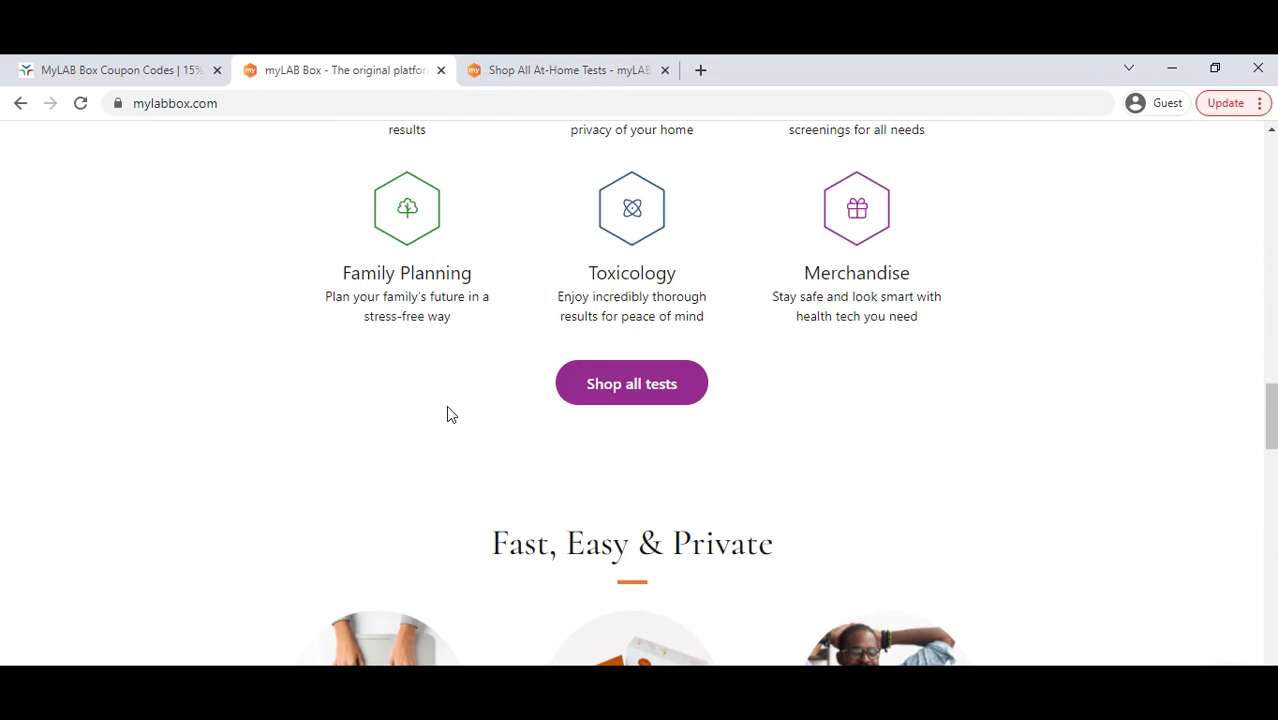 MyLAB Box Coupon Codes | 15%
myLAB Box - The original platfor
Shop All At-Home Tests - myLAB
mylabbox.com
Guest
Update
results
privacy of your home
screenings for all needs
Family Planning
Plan your family's future in a
stress-free way
Toxicology
Enjoy incredibly thorough
results for peace of mind
Merchandise
Stay safe and look smart with
health tech you need
Shop all tests
Fast, Easy & Private